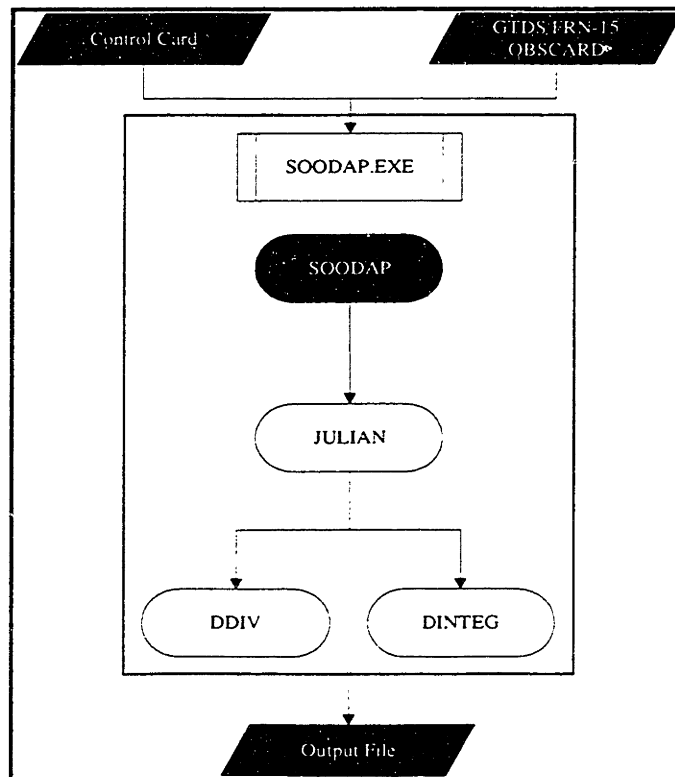 Control Card
GTDS FRN-15
OBSCARD
SOODAP.EXE
SOODAP
JULIAN
DDIV
DINTEG
Output File